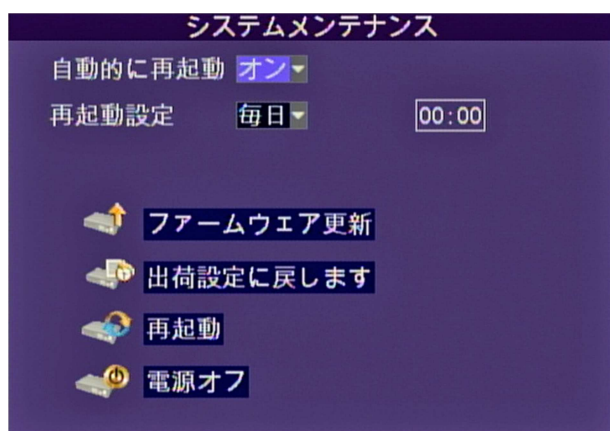 システムメンテナンス
自動的に再起動 オン
再起動設定 毎日 00:00
ファームウェア更新
出荷設定に戻します
再起動
電源オフ